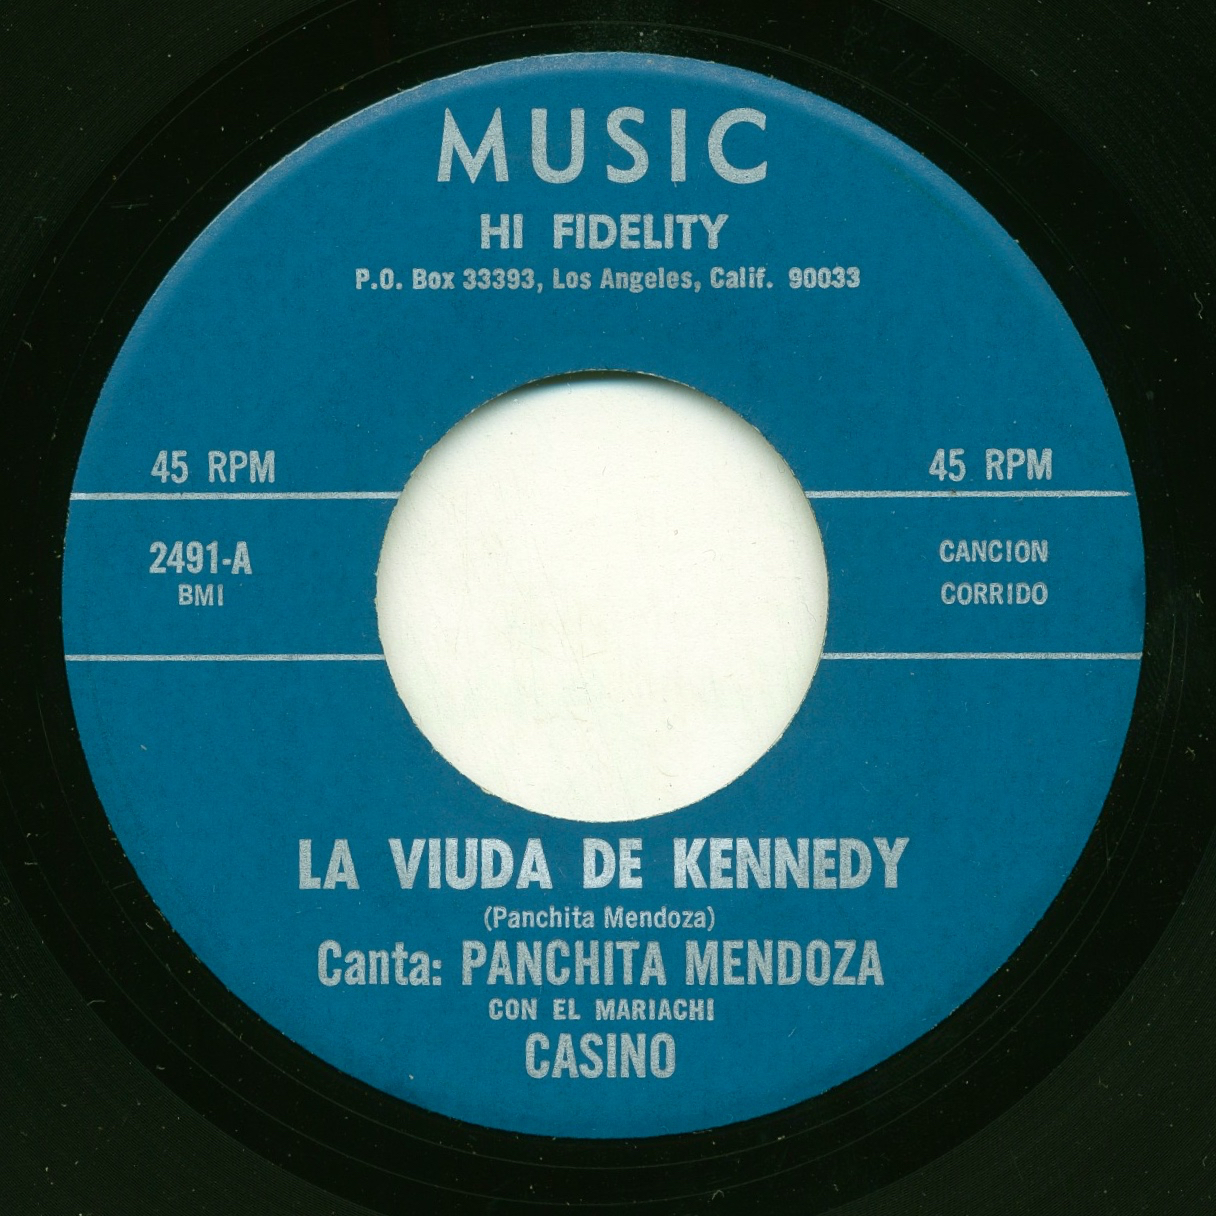 MUSIC
HI FIDELITY
P.O. Box 33393, Los Angeles, Calif. 90033
45 RPM
45 RPM
2491-A
BMI
CANCION
CORRIDO
LA VIUDA DE KENNEDY
(Panchita Mendoza)
Canta: PANCHITA MENDOZA
CON EL MARIACHI
CASINO